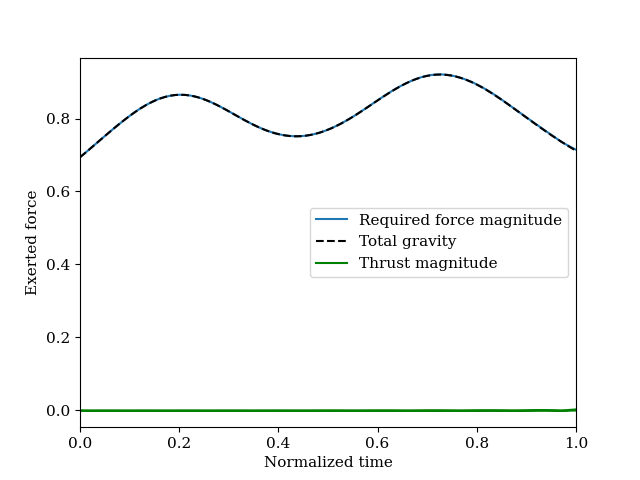 0.8
0.6
0.4
0.2
0.0
Exerted force
Required force magnitude
Total gravity
Thrust magnitude
0.0 0.2 0.4 0.6 0.8 1.0
Normalized time